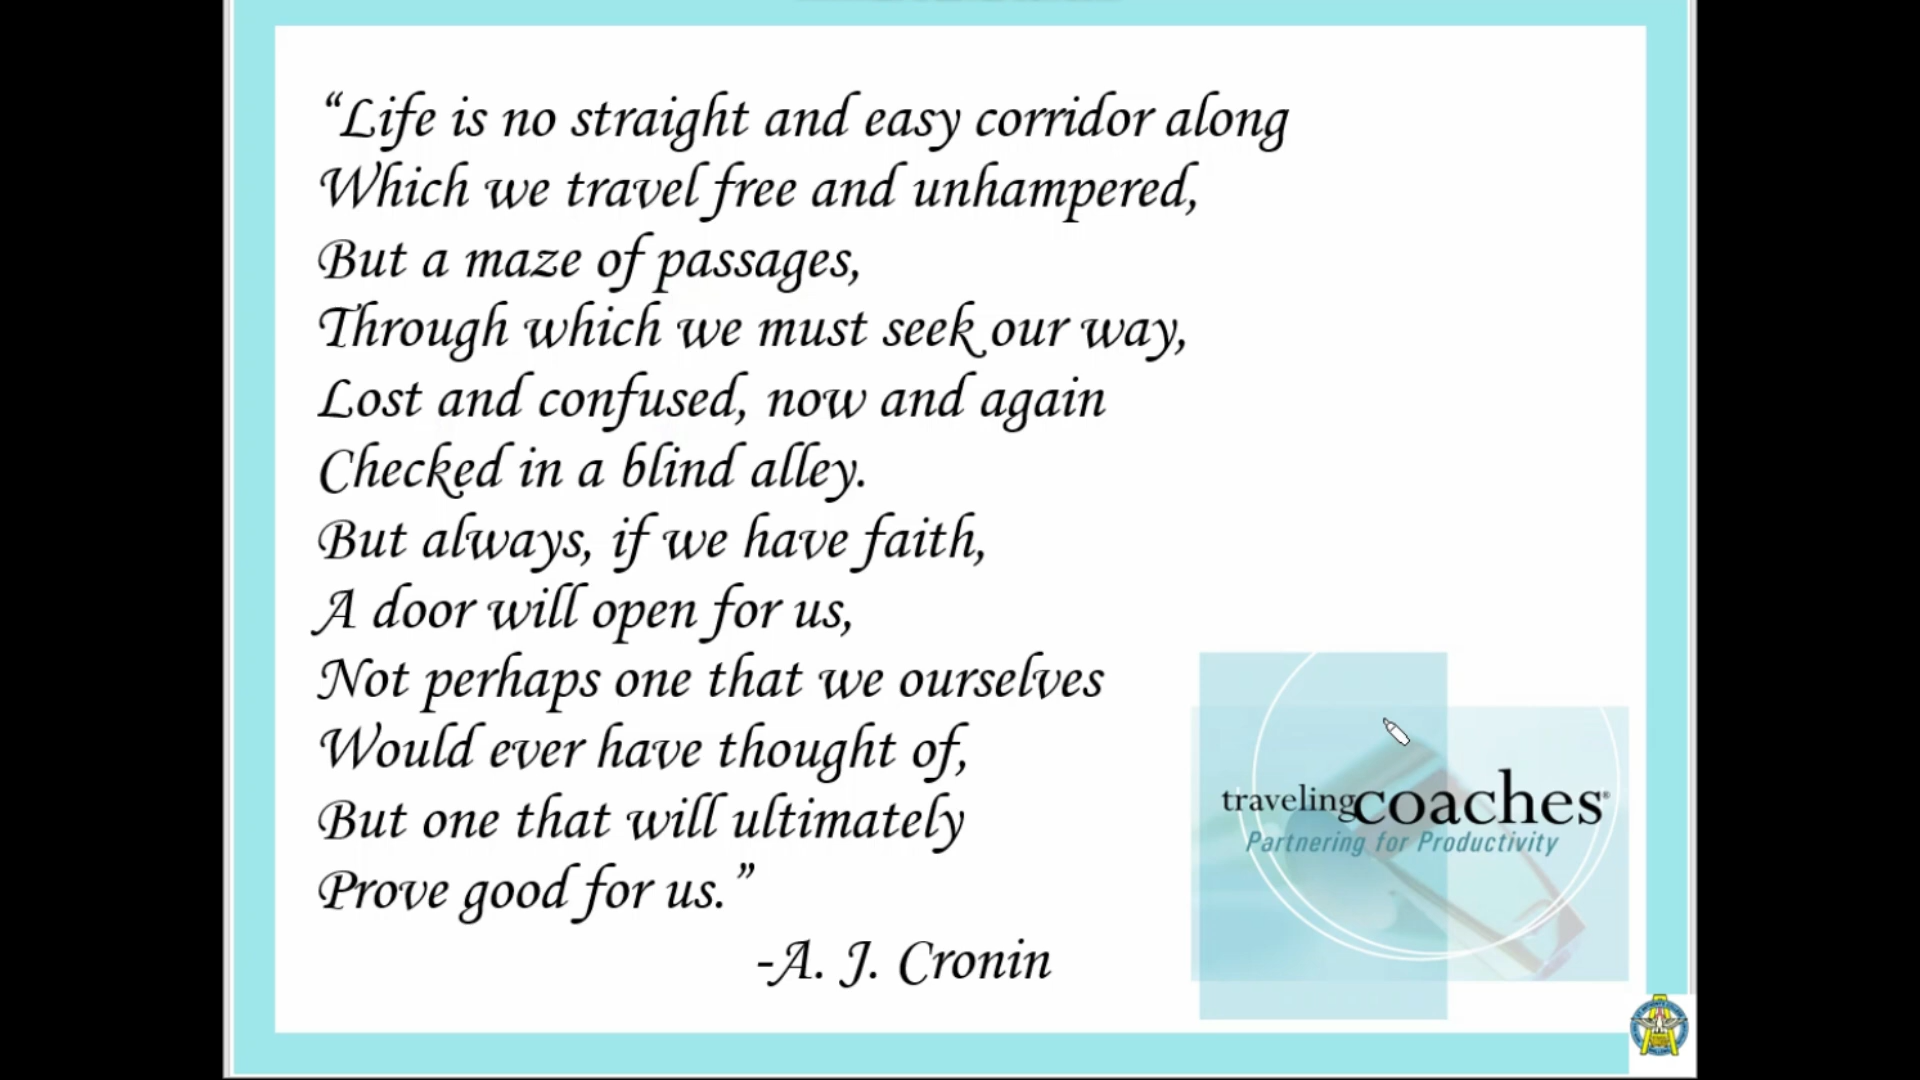 “Life is no straight and easy corridor along
Which we travel free and unhampered,
But a maze of passages,
Through which we must seek our way,
Lost and confused, now and again
Checked in a blind alley.
But always, if we have faith,
A door will open for us,
Not perhaps one that we ourselves
Would ever have thought of,
But one that will ultimately
Prove good for us.”
-A. J. Cronin
travelingcoaches®
Partnering for Productivity